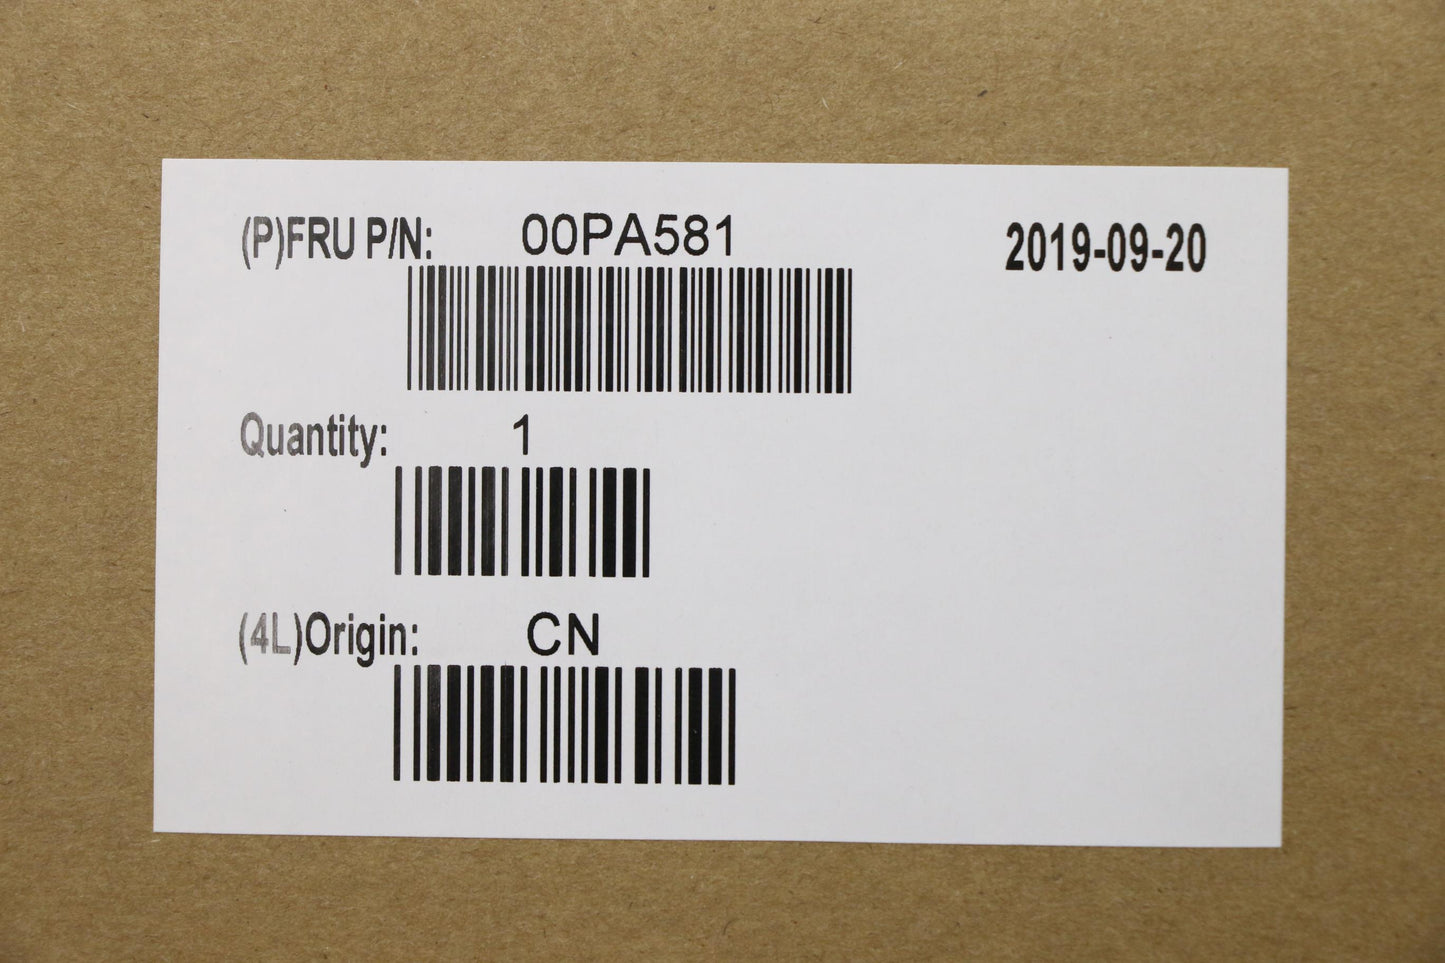 (P)FRU P/N: 00PA581 2019-09-20
Quantity: 1
(4L)Origin: CN